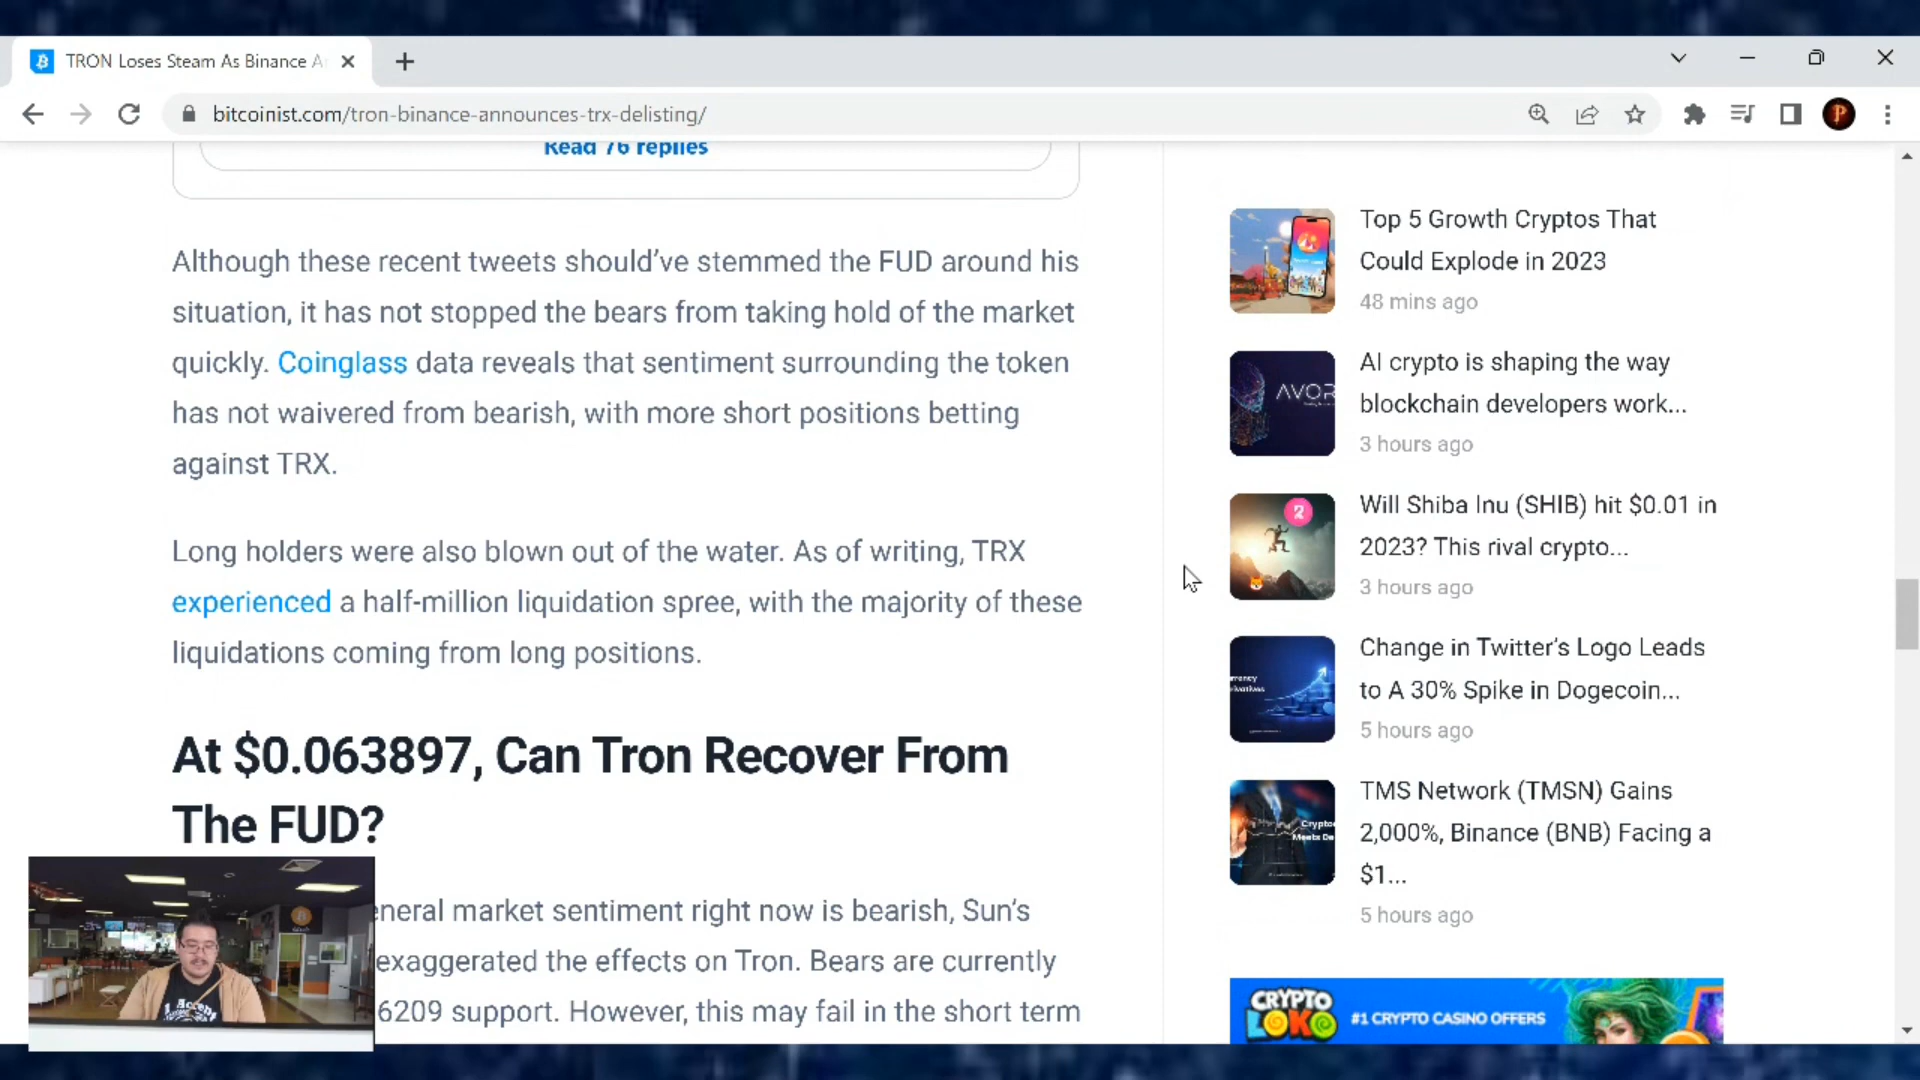 TRON Loses Steam As Binance A
bitcoinist.com/tron-binance-announces-trx-delisting/
Read 76 replies
Although these recent tweets should've stemmed the FUD around his
situation, it has not stopped the bears from taking hold of the market
quickly. Coinglass data reveals that sentiment surrounding the token
has not waivered from bearish, with more short positions betting
against TRX.
Long holders were also blown out of the water. As of writing, TRX
experienced a half-million liquidation spree, with the majority of these
liquidations coming from long positions.
At $0.063897, Can Tron Recover From
The FUD?
eneral market sentiment right now is bearish, Sun's
exaggerated the effects on Tron. Bears are currently
6209 support. However, this may fail in the short term
Top 5 Growth Cryptos That
Could Explode in 2023
48 mins ago
AVOR
AI crypto is shaping the way
blockchain developers work...
3 hours ago
2
Will Shiba Inu (SHIB) hit $0.01 in
2023? This rival crypto...
3 hours ago
Change in Twitter's Logo Leads
to A 30% Spike in Dogecoin...
5 hours ago
Crypto
Meets De
TMS Network (TMSN) Gains
2,000%, Binance (BNB) Facing a
$1...
5 hours ago
CRYPTO
LOKO
#1 CRYPTO CASINO OFFERS